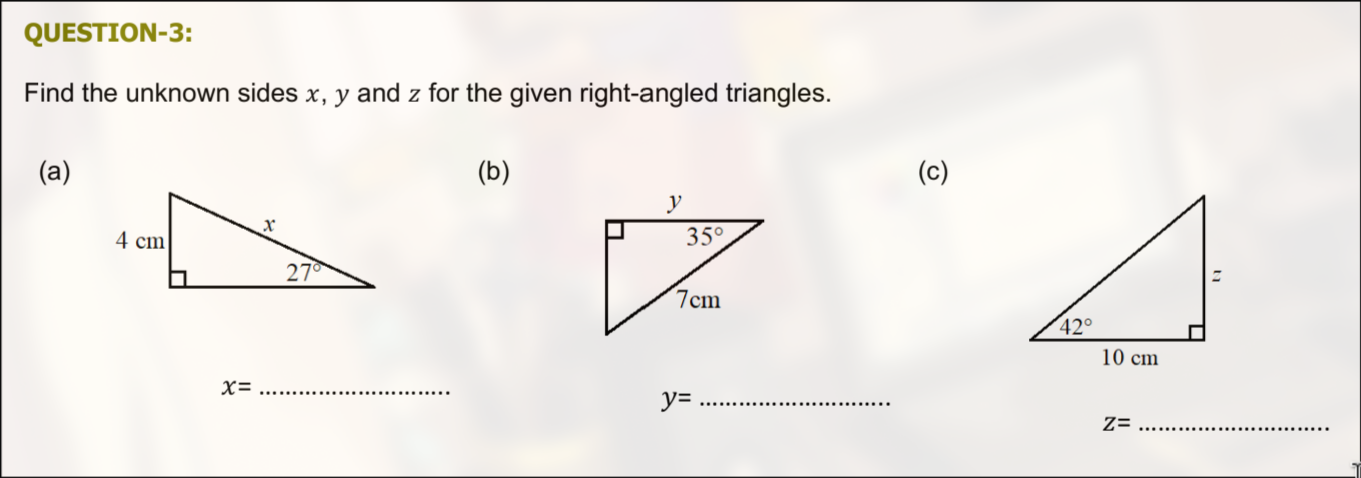 QUESTION-3:
Find the unknown sides x, y and z for the given right-angled triangles.
(a)
(b)
(c)
4 cm
x
27°
y
35°
7cm
42°
z
10 cm
x= ............................
y= ............................
z= ............................